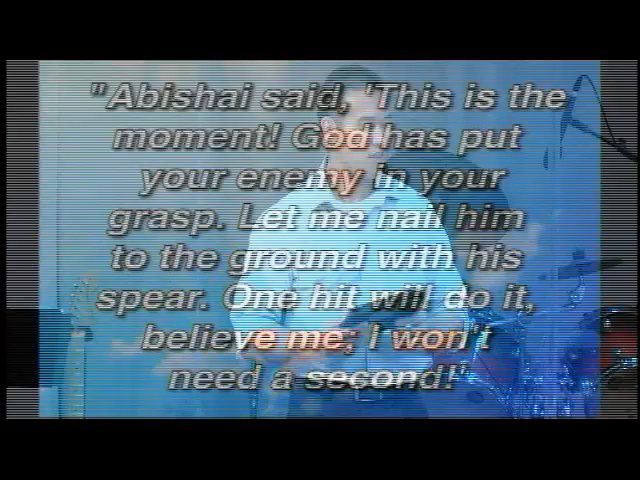 "Abishai said, 'This is the
moment! God has put
your enemy in your
grasp. Let me nail him
to the ground with his
spear. One hit will do it,
believe me; I won't
need a second!'